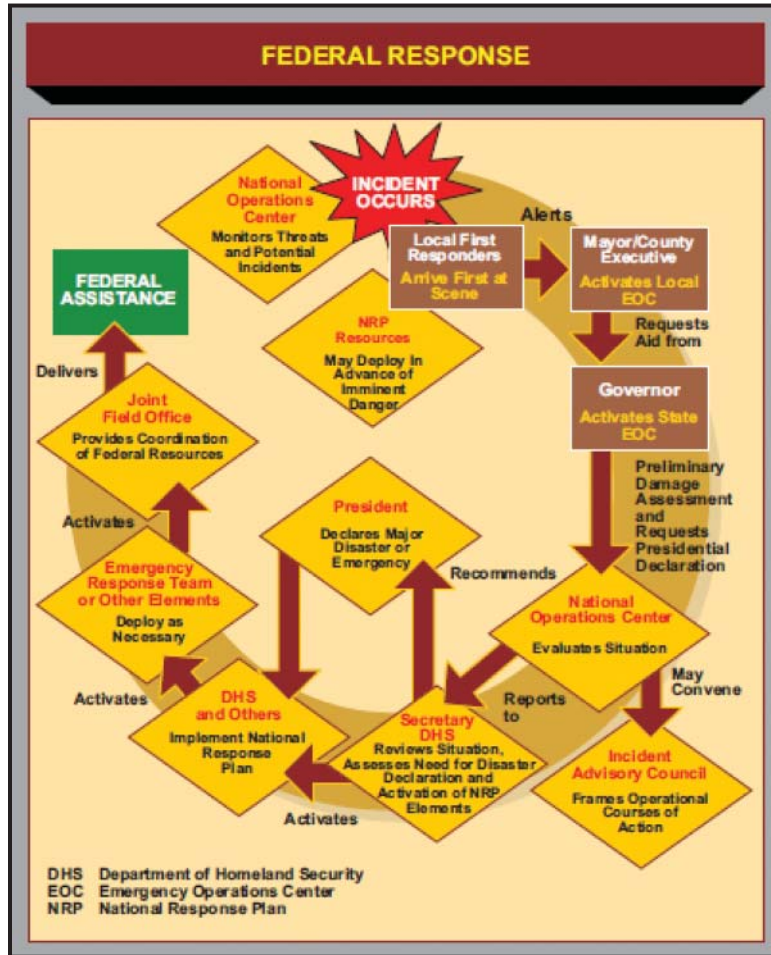 FEDERAL RESPONSE
INCIDENT
OCCURS
National
Operations
Center
Monitors Threats
and Potential
Incidents
Local First
Responders
Arrive First at
Scene
Alerts
Mayor/County
Executive
Activates Local
EOC
Requests
Aid from
Governor
Activates State
EOC
Preliminary
Damage
Assessment
and
Requests
Presidential
Declaration
National
Operations Center
Evaluates Situation
May
Convene
Incident
Advisory Council
Frames Operational
Courses of
Action
Reports
to
Secretary
DHS
Reviews Situation,
Assesses Need for Disaster
Declaration and
Activation of NRP
Elements
Recommends
President
Declares Major
Disaster or
Emergency
Activates
DHS
and Others
Implement National
Response
Plan
Activates
Emergency
Response Team
or Other Elements
Deploy as
Necessary
Activates
Joint
Field Office
Provides Coordination
of Federal Resources
Delivers
FEDERAL
ASSISTANCE
NRP
Resources
May Deploy In
Advance of
Imminent
Danger
DHS Department of Homeland Security
EOC Emergency Operations Center
NRP National Response Plan